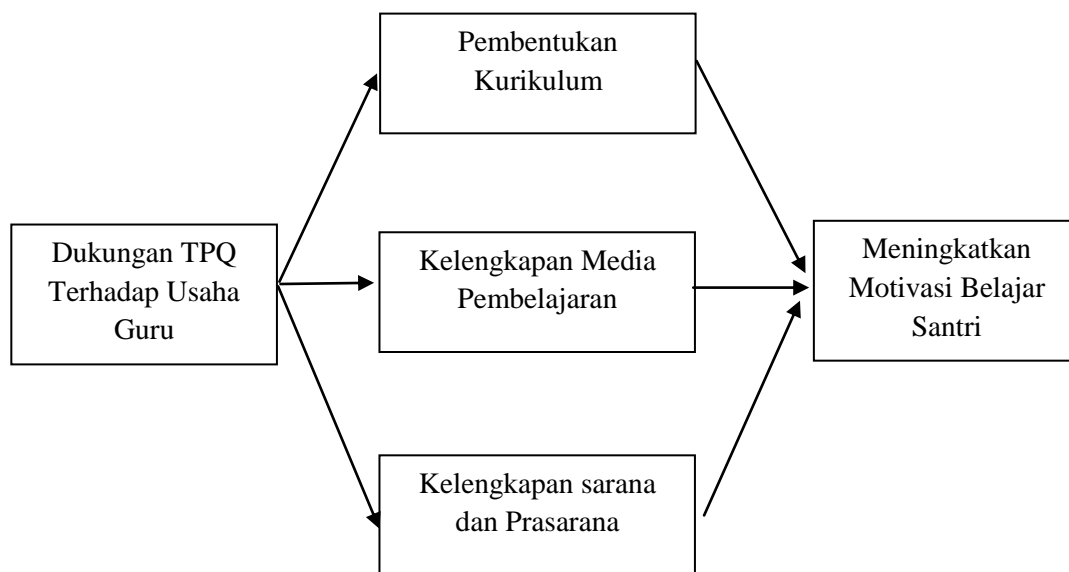 Pembentukan
Kurikulum
Dukungan TPQ
Terhadap Usaha
Guru
Kelengkapan Media
Pembelajaran
Kelengkapan sarana
dan Prasarana
Meningkatkan
Motivasi Belajar
Santri